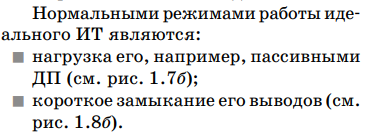 Нормальными режимами работы иде-
ального ИТ являются:
■ нагрузка его, например, пассивными
ДП (см. рис. 1.7б);
■ короткое замыкание его выводов (см.
рис. 1.8б).